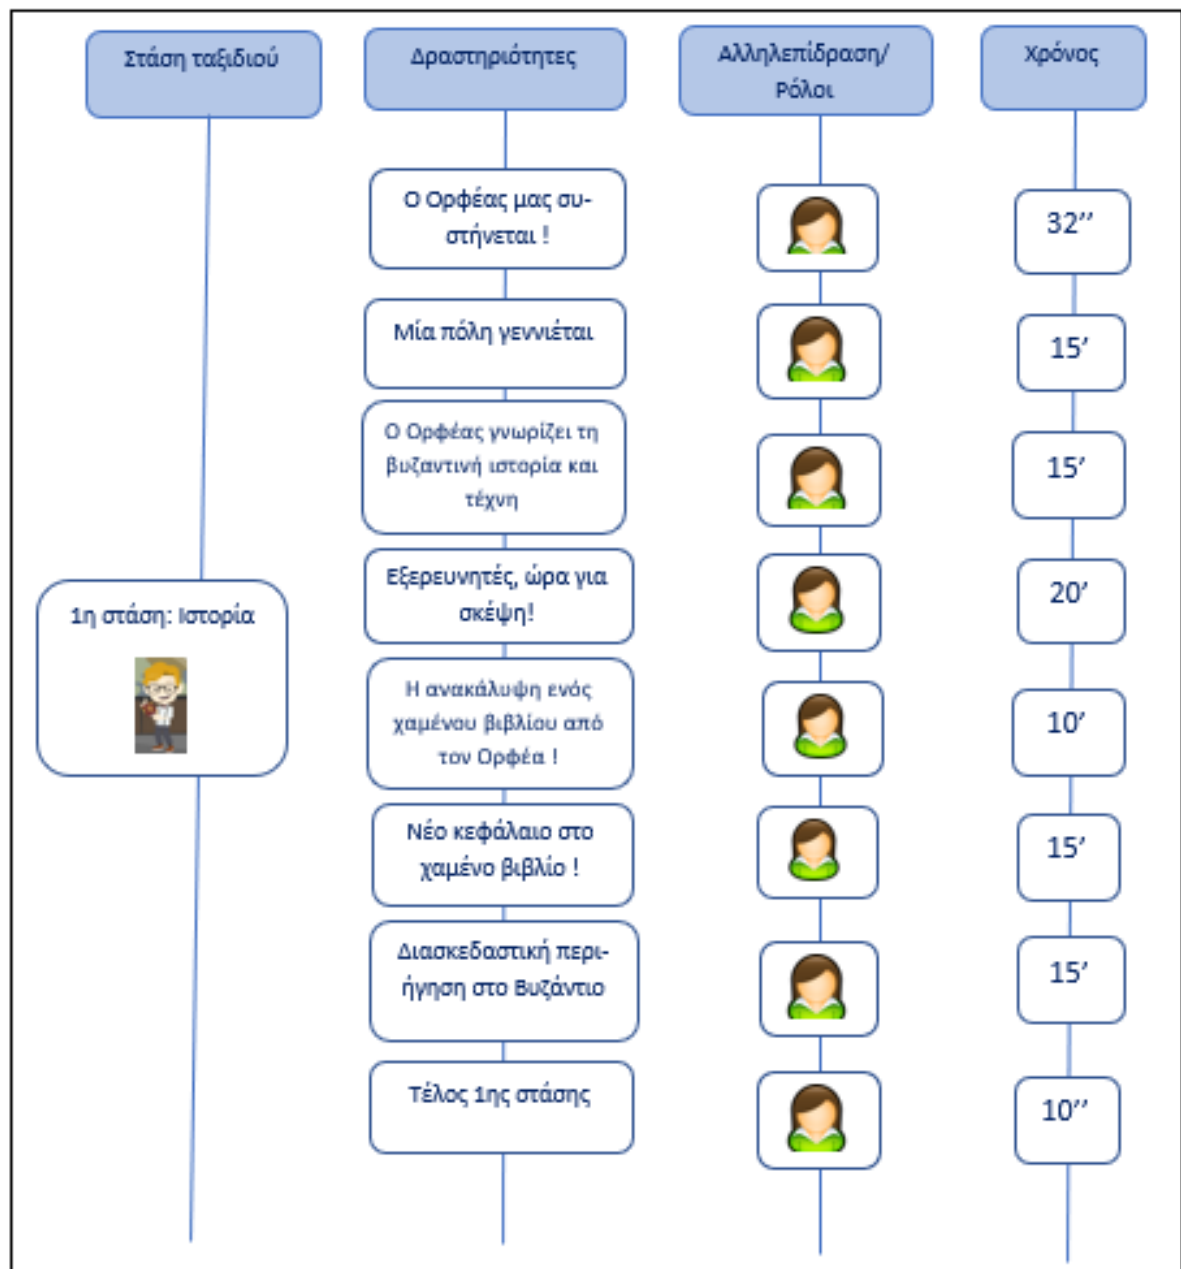 Στάση ταξιδιού
Δραστηριότητες
Αλληλεπίδραση/
Ρόλοι
Χρόνος
Ο Ορφέας μας συ-
στήνεται !
32’’
Μία πόλη γεννιέται
15’
Ο Ορφέας γνωρίζει τη
βυζαντινή ιστορία και
τέχνη
15’
1η στάση: Ιστορία
Εξερευνητές, ώρα για
σκέψη!
20’
Η ανακάλυψη ενός
χαμένου βιβλίου από
τον Ορφέα !
10’
Νέο κεφάλαιο στο
χαμένο βιβλίο !
15’
Διασκεδαστική περι-
ήγηση στο Βυζάντιο
15’
Τέλος 1ης στάσης
10’’